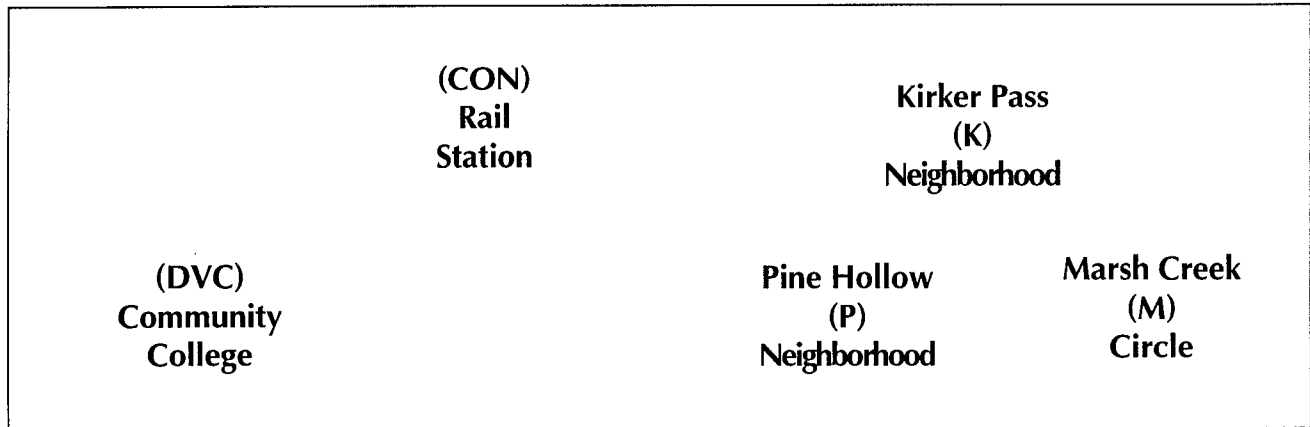 (CON)
Rail
Station
Kirker Pass
(K)
Neighborhood
(DVC)
Community
College
Pine Hollow
(P)
Neighborhood
Marsh Creek
(M)
Circle